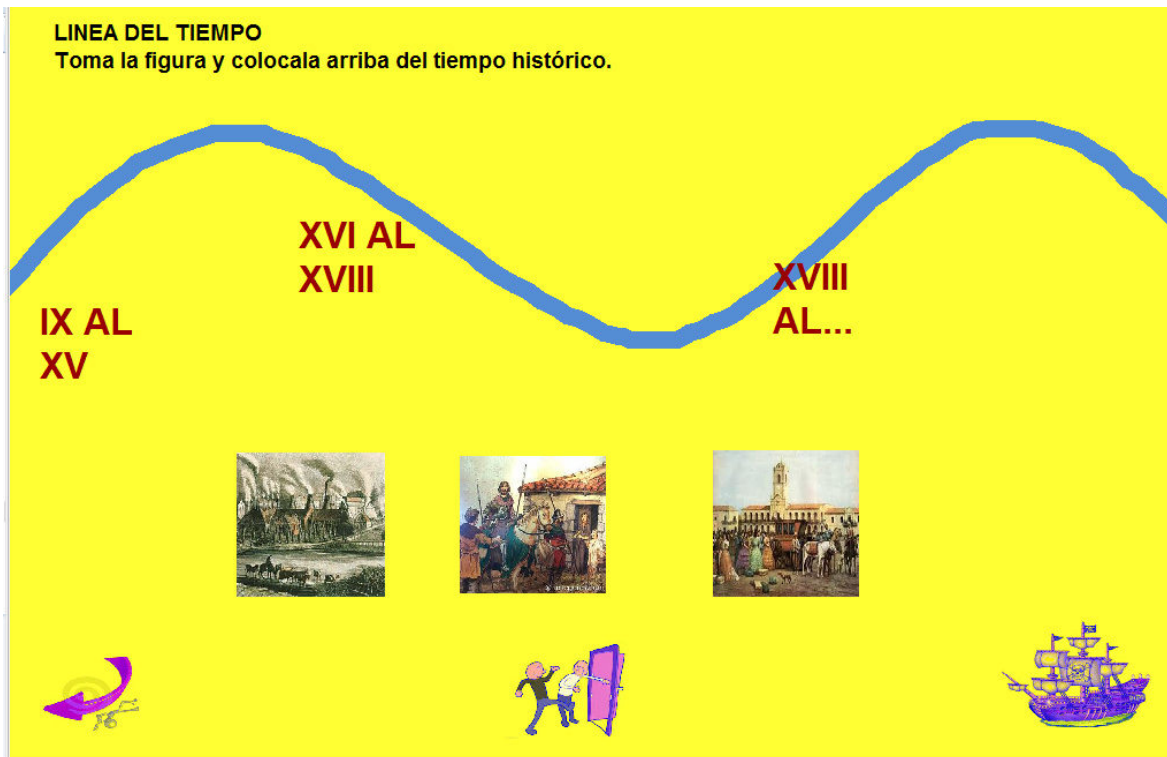 LINEA DEL TIEMPO
Toma la figura y colocala arriba del tiempo histórico.
XVI AL
XVIII
XVIII
AL...
IX AL
XV